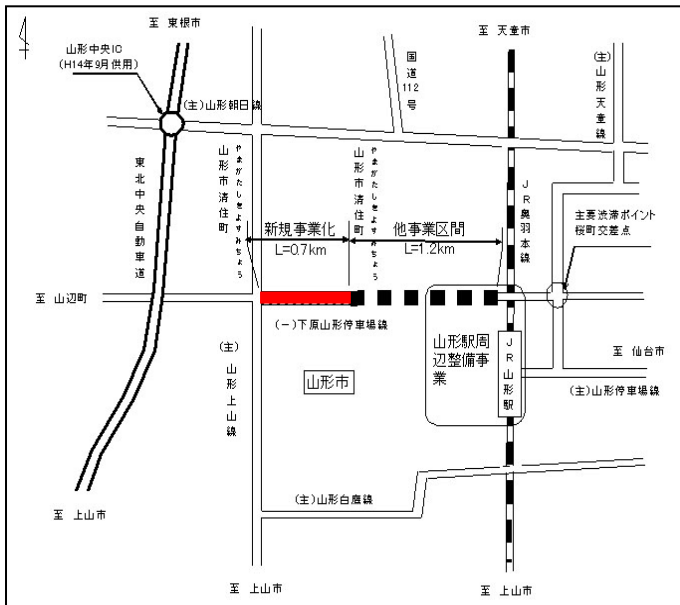 至 東根市
至 天童市
山形中央IC
(H14年9月供用)
国道112号
(主)山形天童線
(主)山形朝日線
東北中央自動車道
山形市清住町
やまがたしきよすみちょう
山形市清住町
やまがたしきよすみちょう
JR奥羽本線
主要渋滞ポイント
桜町交差点
新規事業化
L=0.7km
他事業区間
L=1.2km
至 山辺町
(一)下原山形停車場線
(主)山形上山線
山形市
山形駅周
辺整備事
業
JR山形駅
至 仙台市
(主)山形停車場線
(主)山形白鷹線
至 上山市
至 上山市
至 上山市